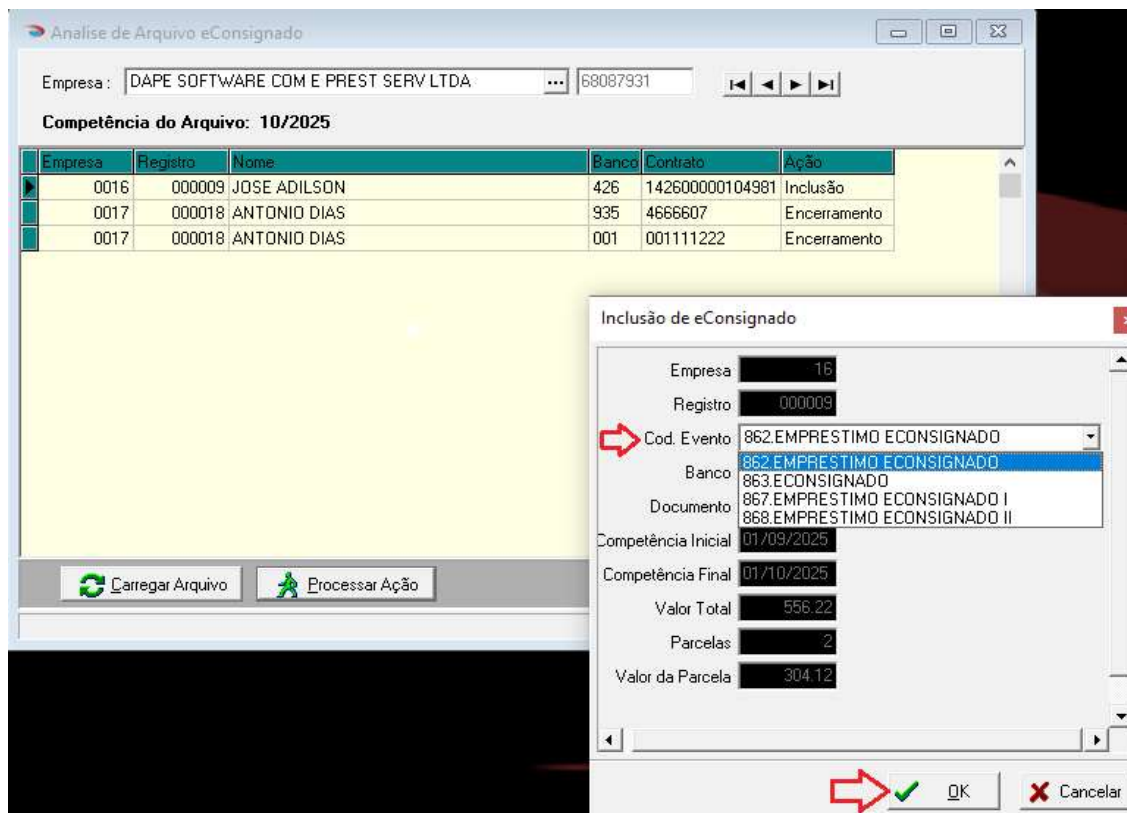 Analise de Arquivo eConsignado
Empresa : DAPE SOFTWARE COM E PREST SERV LTDA ... 68087931
Competência do Arquivo: 10/2025
Empresa Registro Nome Banco Contrato Ação
0016 000009 JOSE ADILSON 426 142600000104981 Inclusão
0017 000018 ANTONIO DIAS 935 4666607 Encerramento
0017 000018 ANTONIO DIAS 001 001111222 Encerramento
Carregar Arquivo Processar Ação
Inclusão de eConsignado
Empresa 16
Registro 000009
Cod. Evento 862.EMPRESTIMO ECONSIGNADO
862.EMPRESTIMO ECONSIGNADO
Banco
863.ECONSIGNADO
867.EMPRESTIMO ECONSIGNADO I
Documento
868.EMPRESTIMO ECONSIGNADO II
Competência Inicial 01/09/2025
Competência Final 01/10/2025
Valor Total 556.22
Parcelas 2
Valor da Parcela 304.12
OK Cancelar